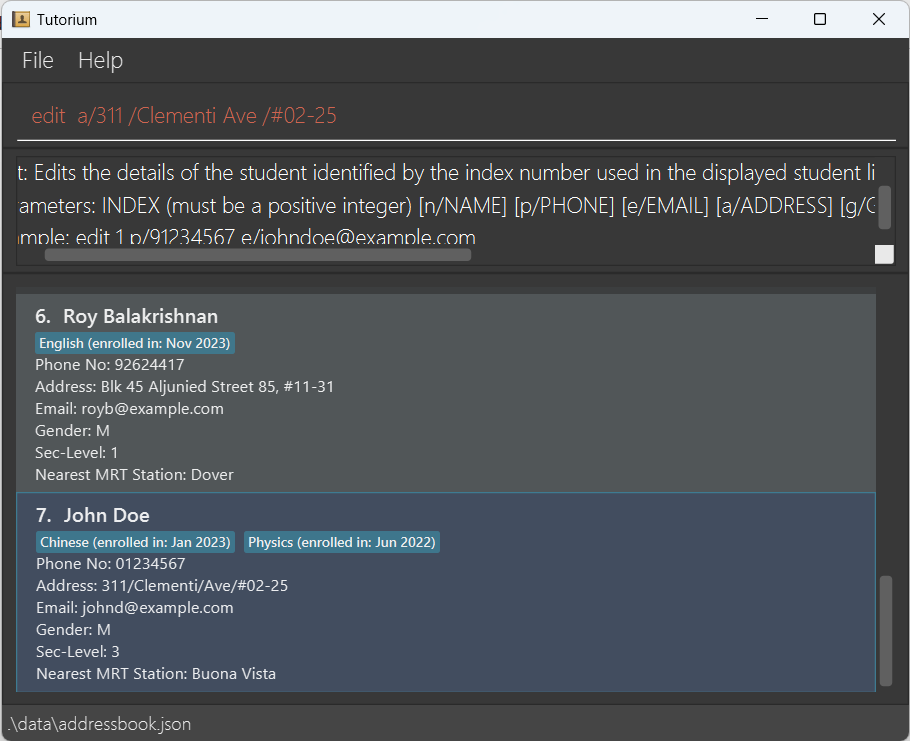 Tutorium
File Help
edit  a/311 /Clementi Ave /#02-25
t: Edits the details of the student identified by the index number used in the displayed student li
ameters: INDEX (must be a positive integer) [n/NAME] [p/PHONE] [e/EMAIL] [a/ADDRESS] [g/G
mple: edit 1 p/91234567 e/johndoe@example.com
6. Roy Balakrishnan
English (enrolled in: Nov 2023)
Phone No: 92624417
Address: Blk 45 Aljunied Street 85, #11-31
Email: royb@example.com
Gender: M
Sec-Level: 1
Nearest MRT Station: Dover
7. John Doe
Chinese (enrolled in: Jan 2023) Physics (enrolled in: Jun 2022)
Phone No: 01234567
Address: 311/Clementi/Ave/#02-25
Email: johnd@example.com
Gender: M
Sec-Level: 3
Nearest MRT Station: Buona Vista
.\data\addressbook.json